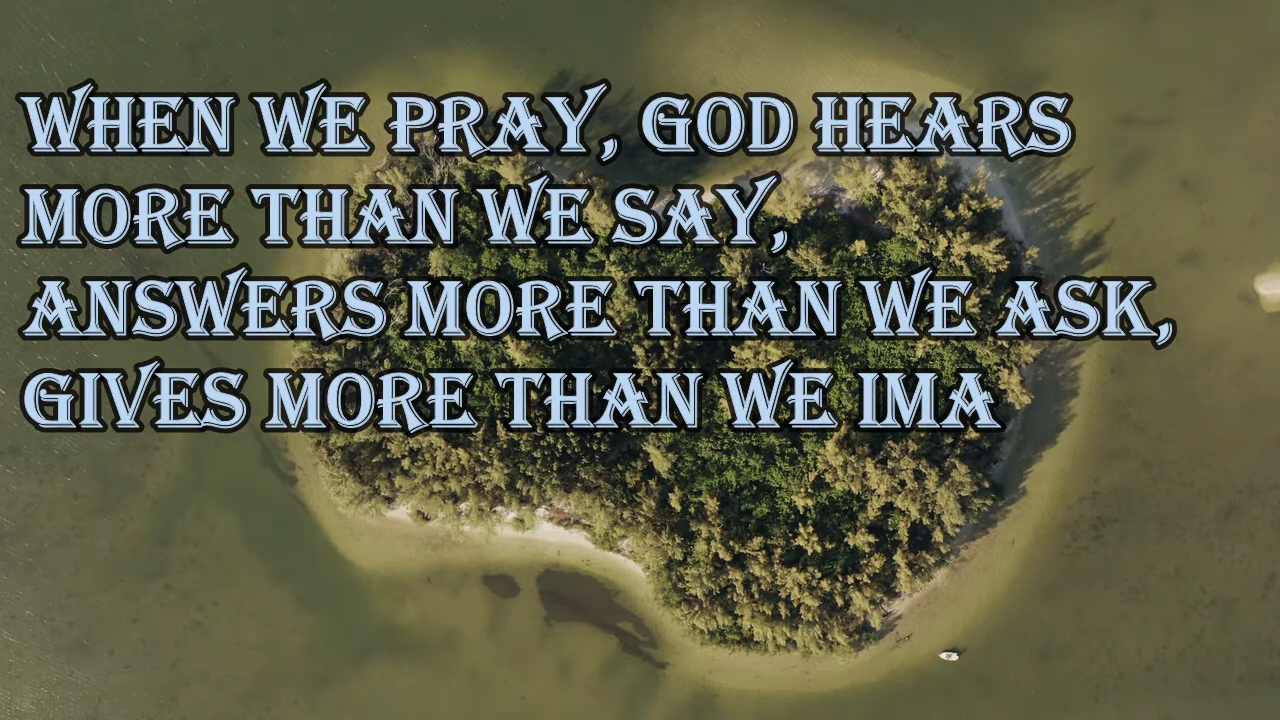 WHEN WE PRAY, GOD HEARS
MORE THAN WE SAY,
ANSWERS MORE THAN WE ASK,
GIVES MORE THAN WE IMA